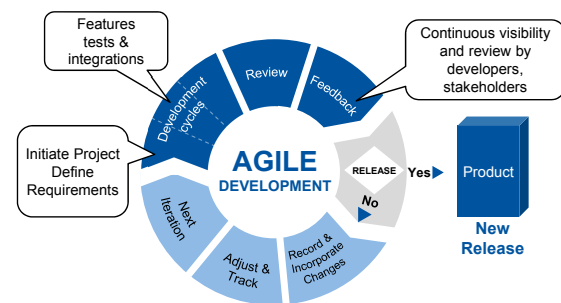 Features
tests &
integrations
Continuous visibility
and review by
developers,
stakeholders
Review
Feedback
Development
cycles
Initiate Project
Define
Requirements
AGILE
DEVELOPMENT
RELEASE
Yes
No
Product
New
Release
Next
Iteration
Adjust &
Track
Record &
Incorporate
Changes